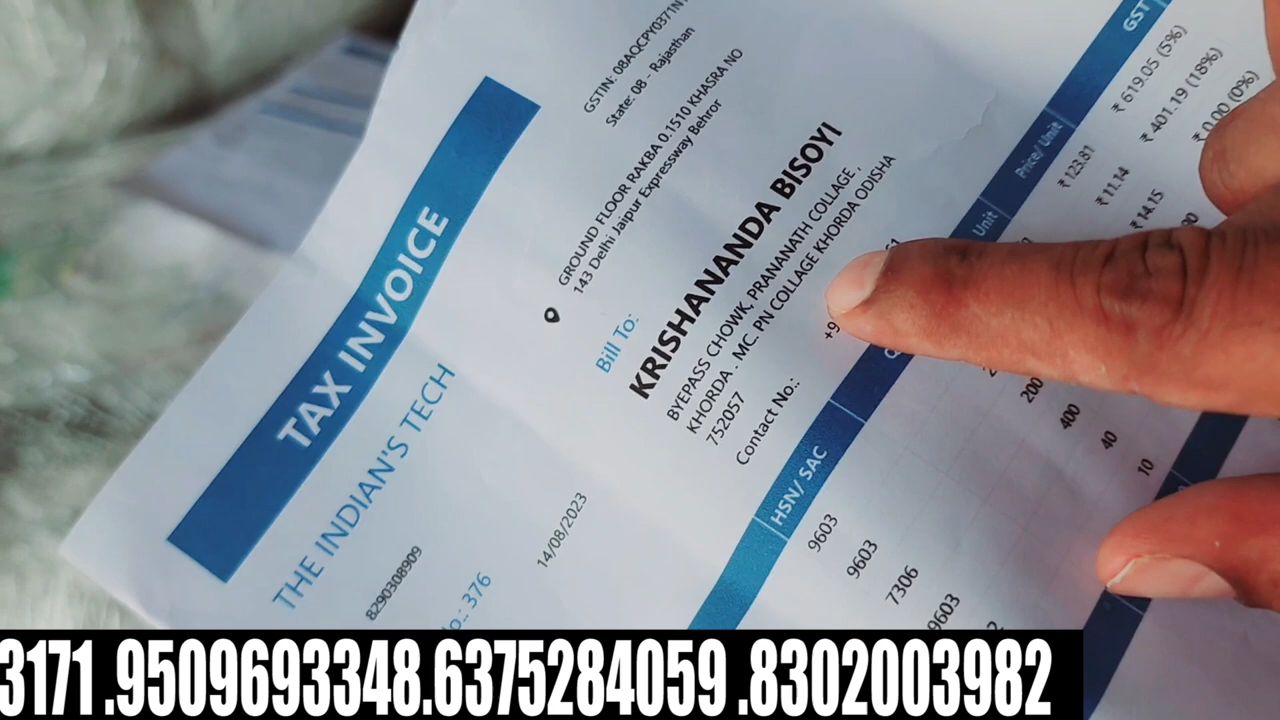 TAX INVOICE
THE INDIAN'S TECH
8290308909
376
14/08/2023
GSTIN: 08AQCPY0371N
State: 08 - Rajasthan
GROUND FLOOR RAKBA 0.1510 KHASRA NO
143 Delhi Jaipur Expressway Behror
Bill To:
KRISHANANDA BISOYI
BYEPASS CHOWK, PRANANATH COLLAGE,
KHORDA - MC. PN COLLAGE KHORDA ODISHA
752057
Contact No.: +9
HSN/ SAC Unit Price/ Unit GST
9603 ₹ 123.81 ₹ 619.05 (5%)
9603 200 ₹ 11.14 ₹ 401.19 (18%)
7306 400 ₹ 14.15 ₹ 0.00 (0%)
9603 40
10
3171 .9509693348.6375284059 .8302003982